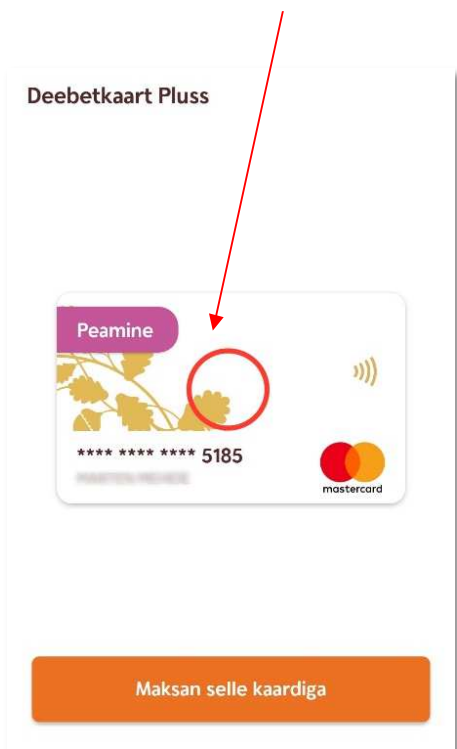 Deebetkaart Pluss
Peamine
**** **** **** 5185
mastercard
Maksan selle kaardiga